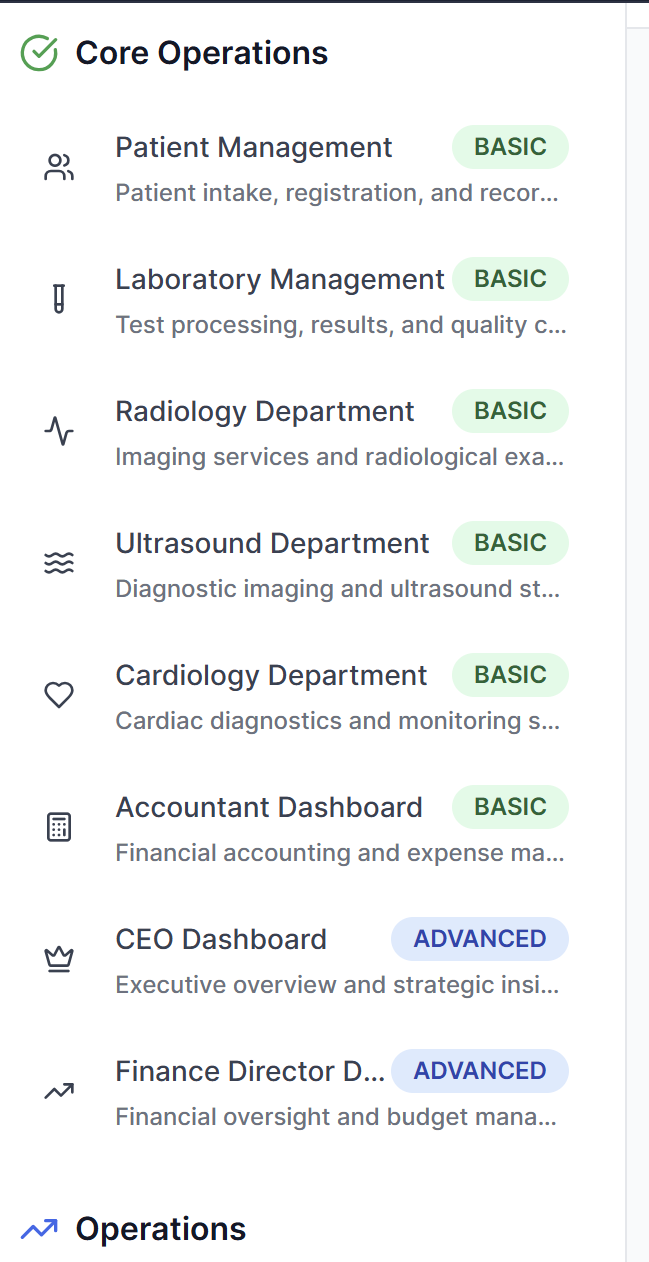 Core Operations
Patient Management BASIC
Patient intake, registration, and recor...
Laboratory Management BASIC
Test processing, results, and quality c...
Radiology Department BASIC
Imaging services and radiological exa...
Ultrasound Department BASIC
Diagnostic imaging and ultrasound st...
Cardiology Department BASIC
Cardiac diagnostics and monitoring s...
Accountant Dashboard BASIC
Financial accounting and expense ma...
CEO Dashboard ADVANCED
Executive overview and strategic insi...
Finance Director D... ADVANCED
Financial oversight and budget mana...
Operations